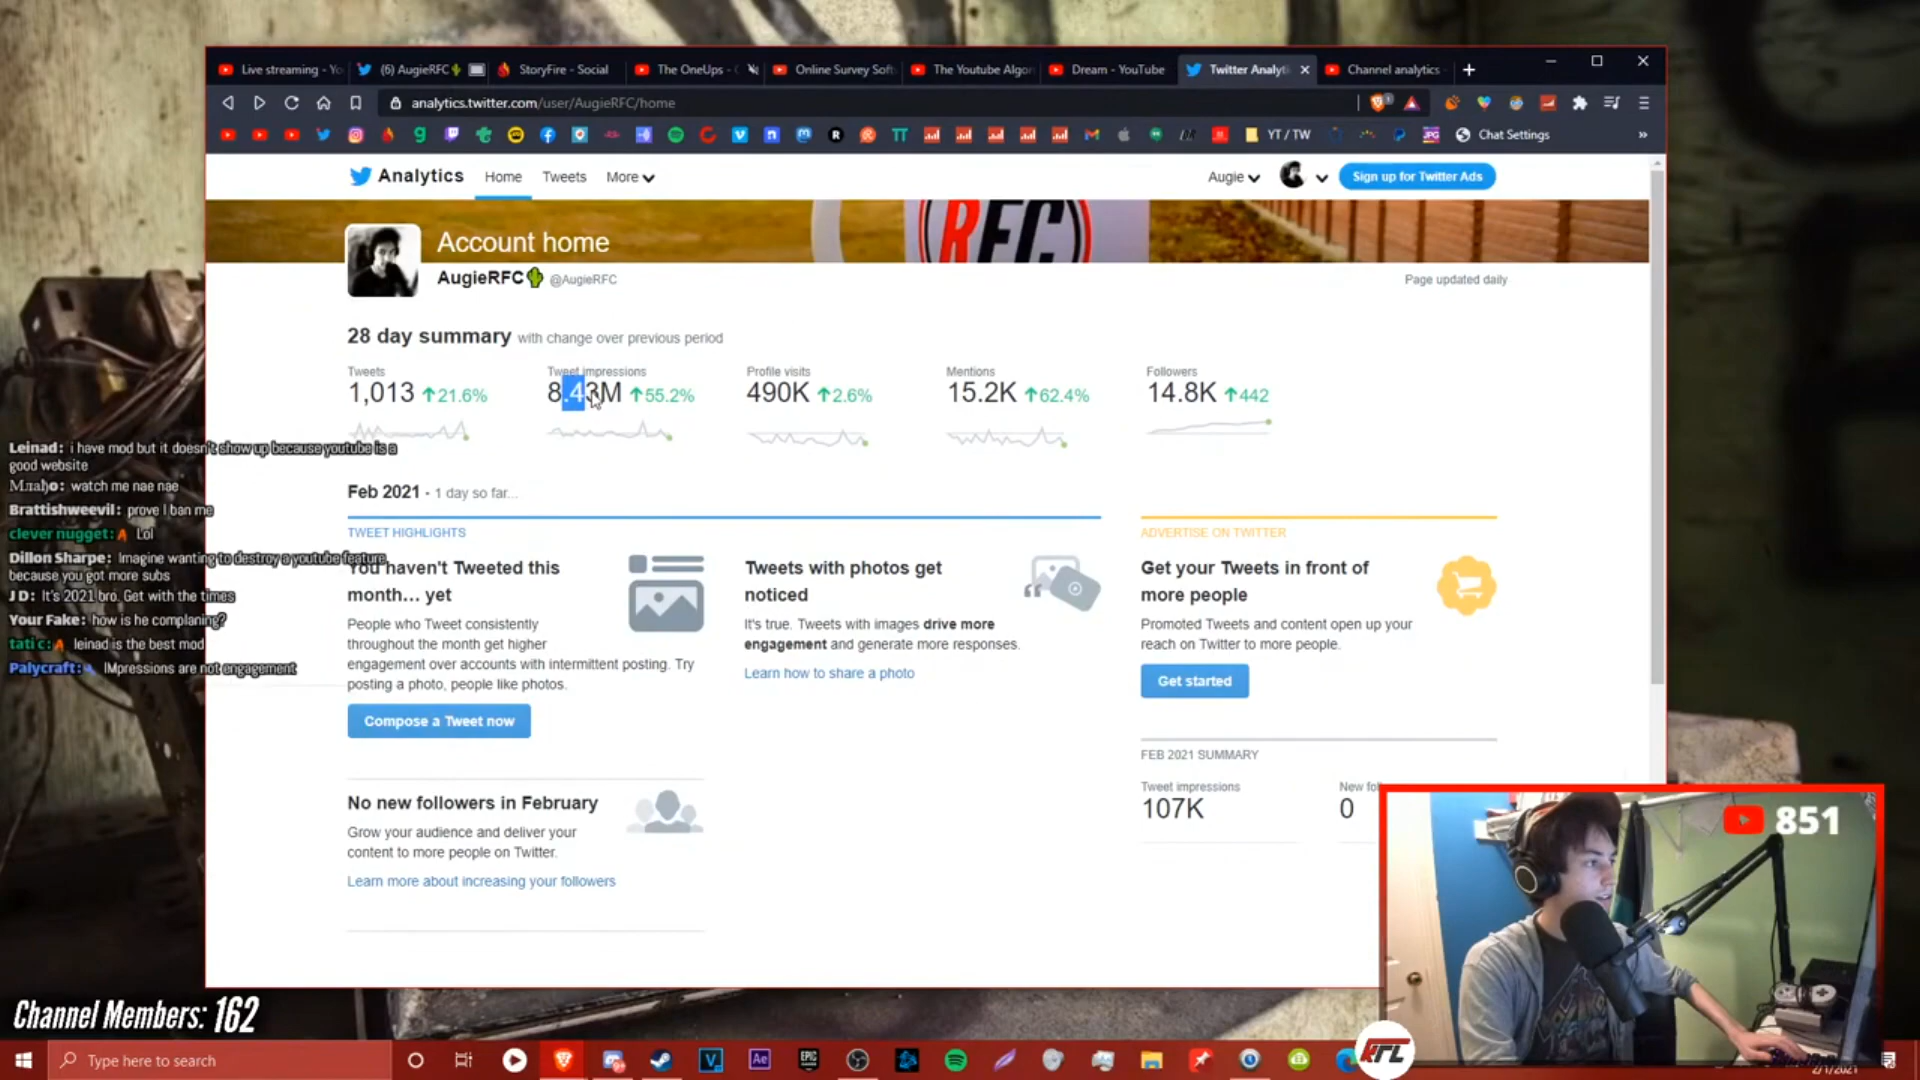 Live streaming - Yo
(6) AugieRFC
StoryFire - Social
The OneUps - (
Online Survey Soft
The Youtube Algor
Dream - YouTube
Twitter Analyti
Channel analytics -
analytics.twitter.com/user/AugieRFC/home
YT / TW
Chat Settings
Analytics
Home
Tweets
More
Augie
Sign up for Twitter Ads
RFC
Account home
AugieRFC @AugieRFC
Page updated daily
28 day summary with change over previous period
Tweets
1,013 21.6%
Tweet impressions
8.43M 55.2%
Profile visits
490K 2.6%
Mentions
15.2K 62.4%
Followers
14.8K 442
Leinad: i have mod but it doesn't show up because youtube is a
good website
Млађо: watch me nae nae
Brattishweevil: prove I ban me
clever nugget: Lol
Dillon Sharpe: Imagine wanting to destroy a youtube feature
because you got more subs
J D: It's 2021 bro. Get with the times
Your Fake: how is he complaning?
tati c: leinad is the best mod
Palycraft: IMpressions are not engagement
Feb 2021 - 1 day so far...
TWEET HIGHLIGHTS
You haven't Tweeted this
month... yet
People who Tweet consistently
throughout the month get higher
engagement over accounts with intermittent posting. Try
posting a photo, people like photos.
Compose a Tweet now
Tweets with photos get
noticed
It's true. Tweets with images drive more
engagement and generate more responses.
Learn how to share a photo
ADVERTISE ON TWITTER
Get your Tweets in front of
more people
Promoted Tweets and content open up your
reach on Twitter to more people.
Get started
No new followers in February
Grow your audience and deliver your
content to more people on Twitter.
Learn more about increasing your followers
FEB 2021 SUMMARY
Tweet impressions
107K
New fol
0
851
Channel Members: 162
Type here to search
V
Ae
EPIC
RFC
2/1/2021